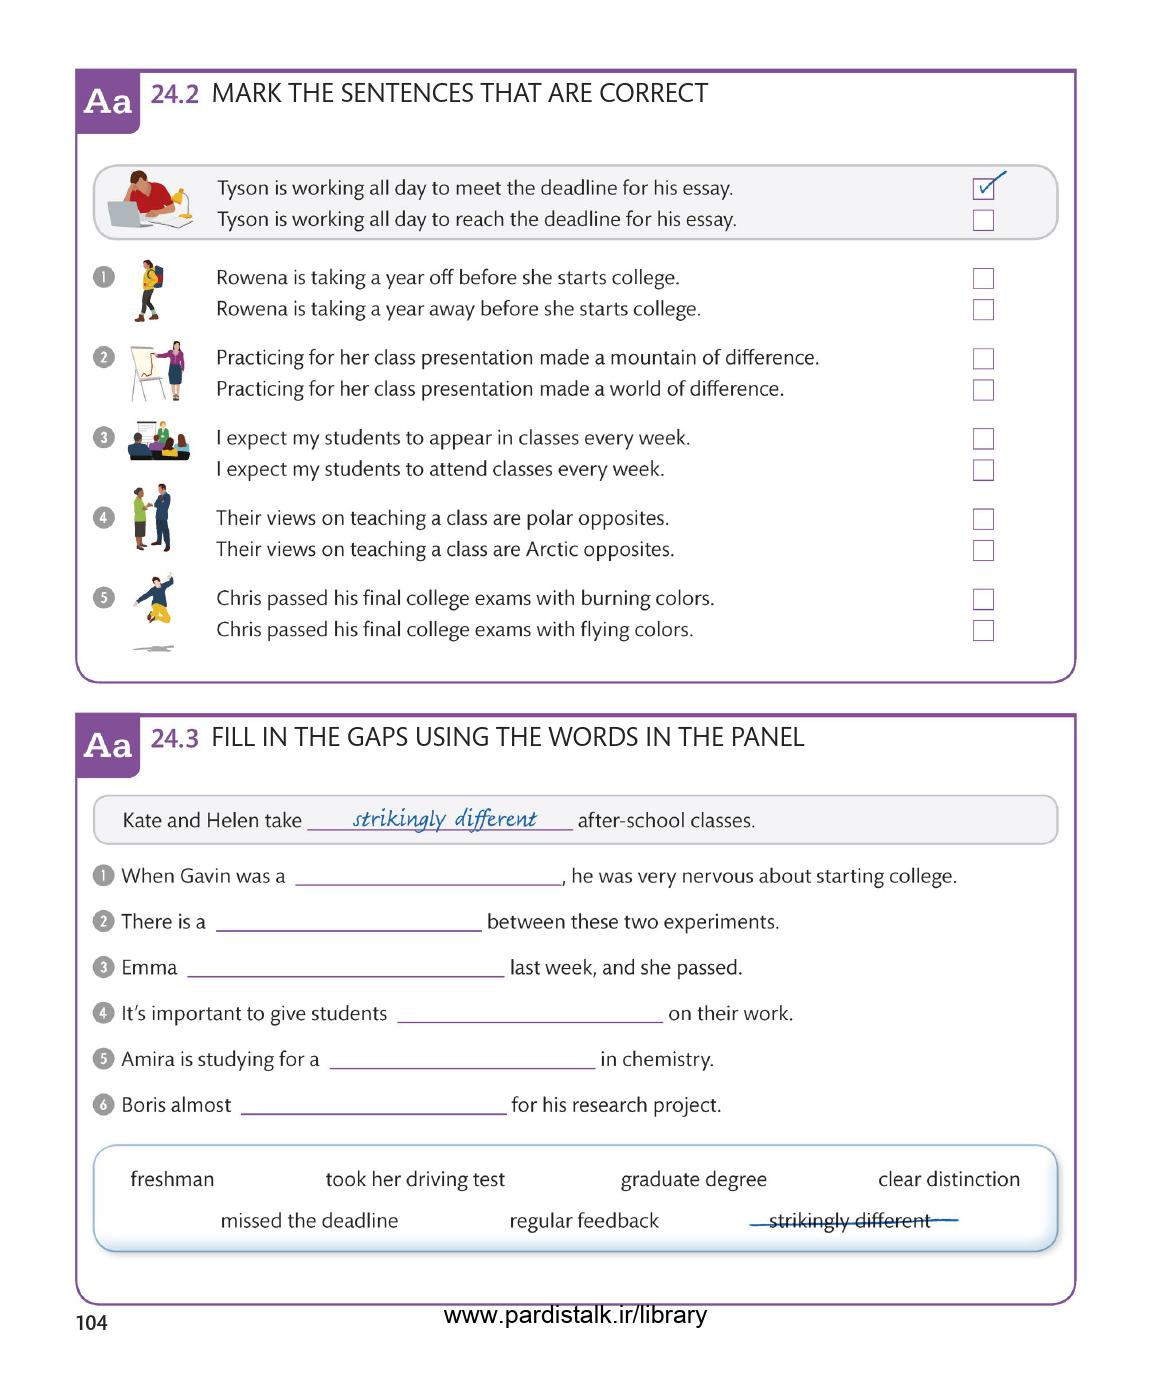 Aa 24.2 MARK THE SENTENCES THAT ARE CORRECT
Tyson is working all day to meet the deadline for his essay.
Tyson is working all day to reach the deadline for his essay.
1 Rowena is taking a year off before she starts college.
Rowena is taking a year away before she starts college.
2 Practicing for her class presentation made a mountain of difference.
Practicing for her class presentation made a world of difference.
3 I expect my students to appear in classes every week.
I expect my students to attend classes every week.
4 Their views on teaching a class are polar opposites.
Their views on teaching a class are Arctic opposites.
5 Chris passed his final college exams with burning colors.
Chris passed his final college exams with flying colors.
Aa 24.3 FILL IN THE GAPS USING THE WORDS IN THE PANEL
Kate and Helen take strikingly different after-school classes.
1 When Gavin was a ____, he was very nervous about starting college.
2 There is a ____ between these two experiments.
3 Emma ____ last week, and she passed.
4 It's important to give students ____ on their work.
5 Amira is studying for a ____ in chemistry.
6 Boris almost ____ for his research project.
freshman took her driving test graduate degree clear distinction
missed the deadline regular feedback strikingly different
104 www.pardistalk.ir/library